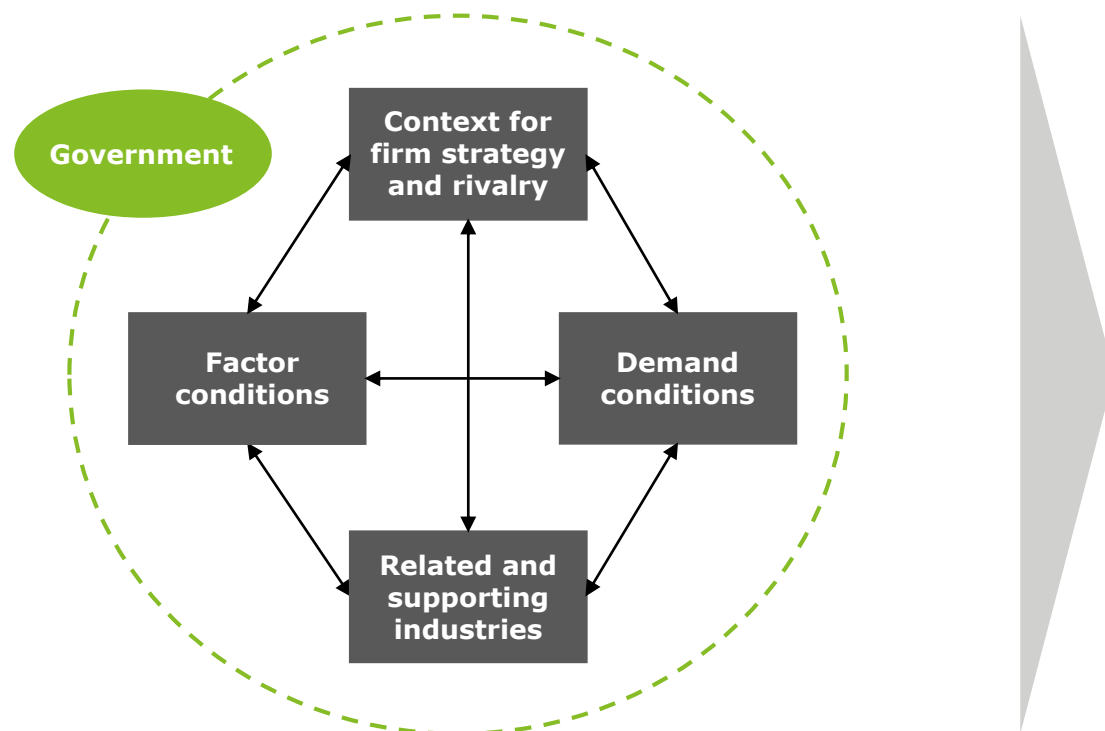 Context for
firm strategy
and rivalry
Government
Factor
conditions
Demand
conditions
Related and
supporting
industries